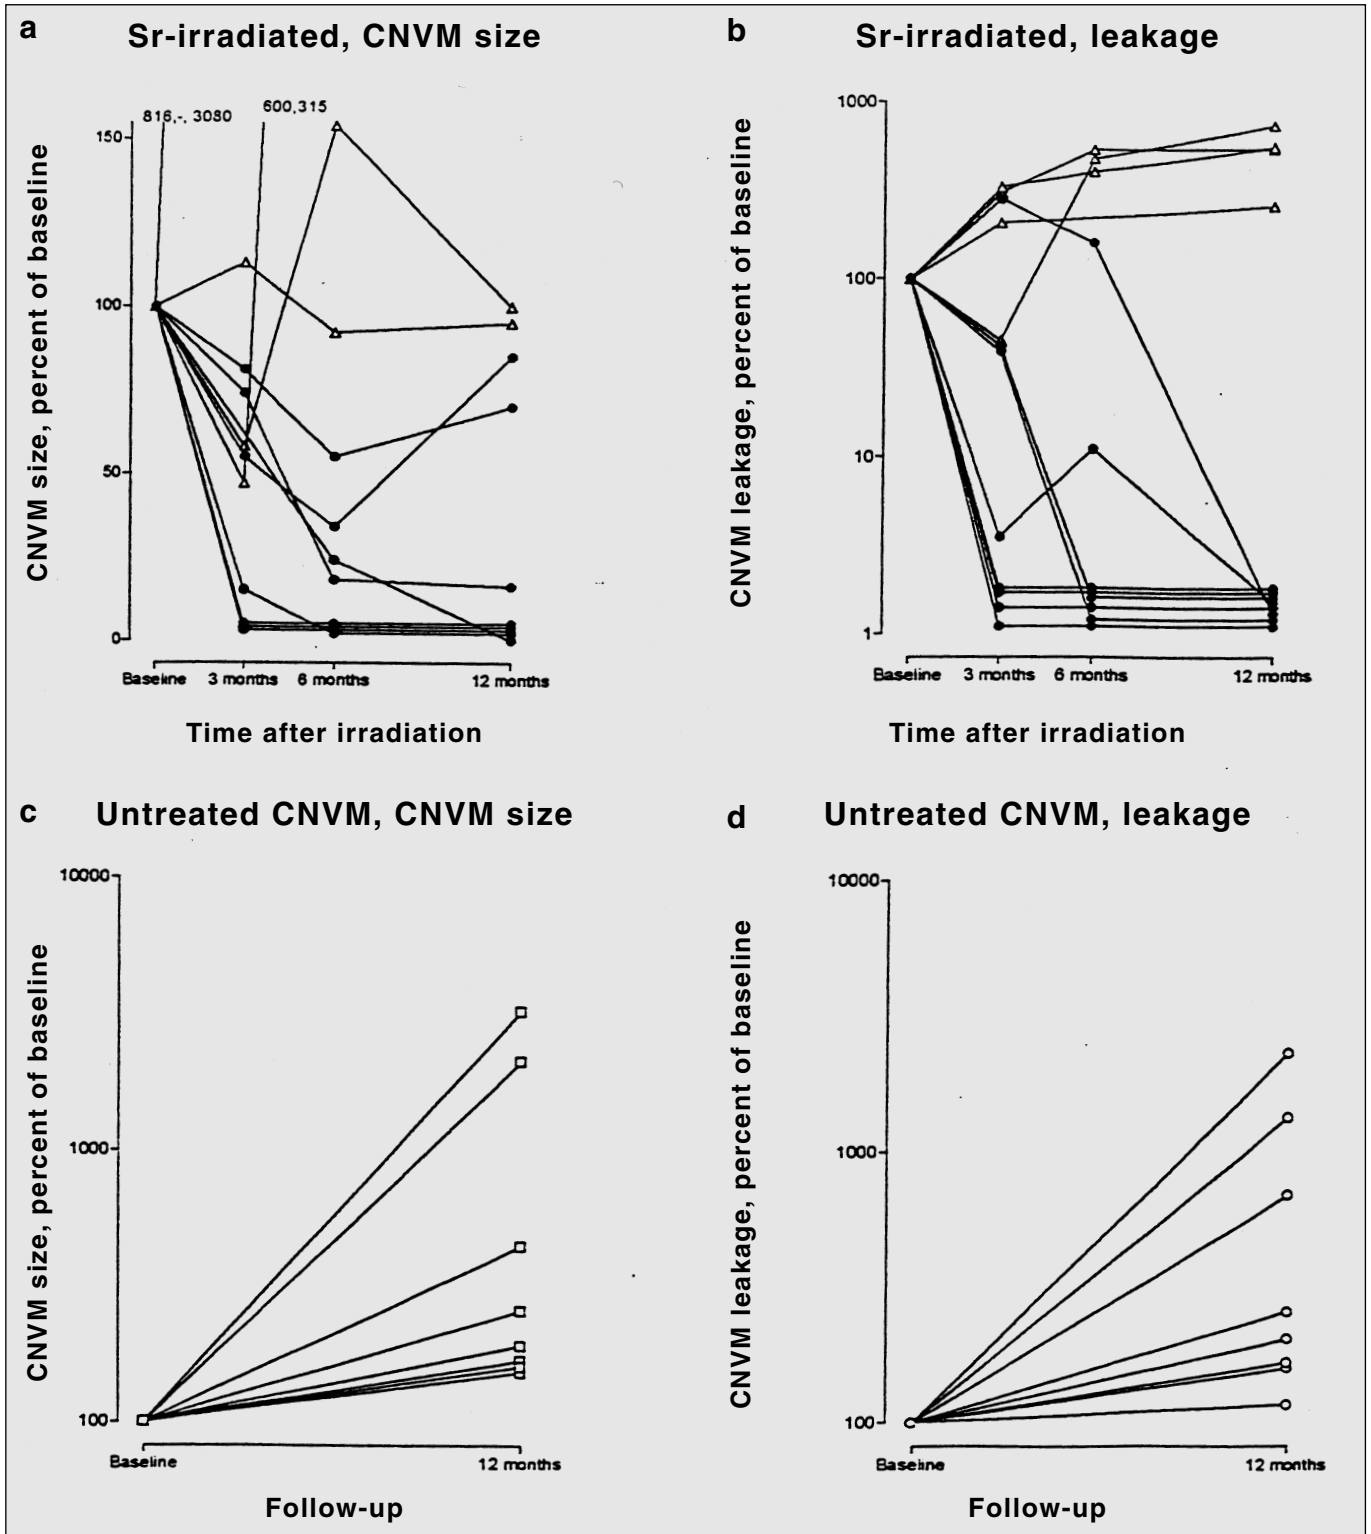 a
Sr-irradiated, CNVM size
CNVM size, percent of baseline
816,-, 3080
600,315
150
100
50
0
Baseline
3 months
6 months
12 months
Time after irradiation
b
Sr-irradiated, leakage
CNVM leakage, percent of baseline
1000
100
10
1
Baseline
3 months
6 months
12 months
Time after irradiation
c
Untreated CNVM, CNVM size
CNVM size, percent of baseline
10000
1000
100
Baseline
12 months
Follow-up
d
Untreated CNVM, leakage
CNVM leakage, percent of baseline
10000
1000
100
Baseline
12 months
Follow-up